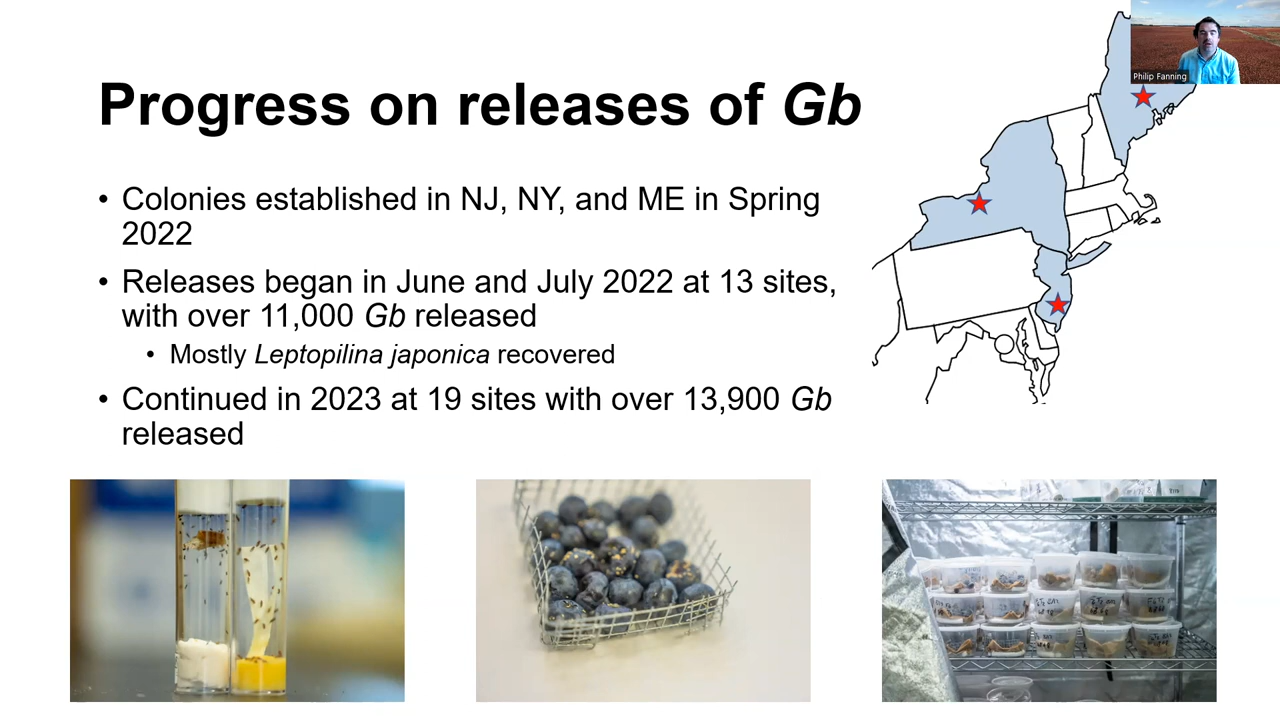 Philip Fanning
Progress on releases of Gb
• Colonies established in NJ, NY, and ME in Spring
2022
• Releases began in June and July 2022 at 13 sites,
with over 11,000 Gb released
• Mostly Leptopilina japonica recovered
• Continued in 2023 at 19 sites with over 13,900 Gb
released